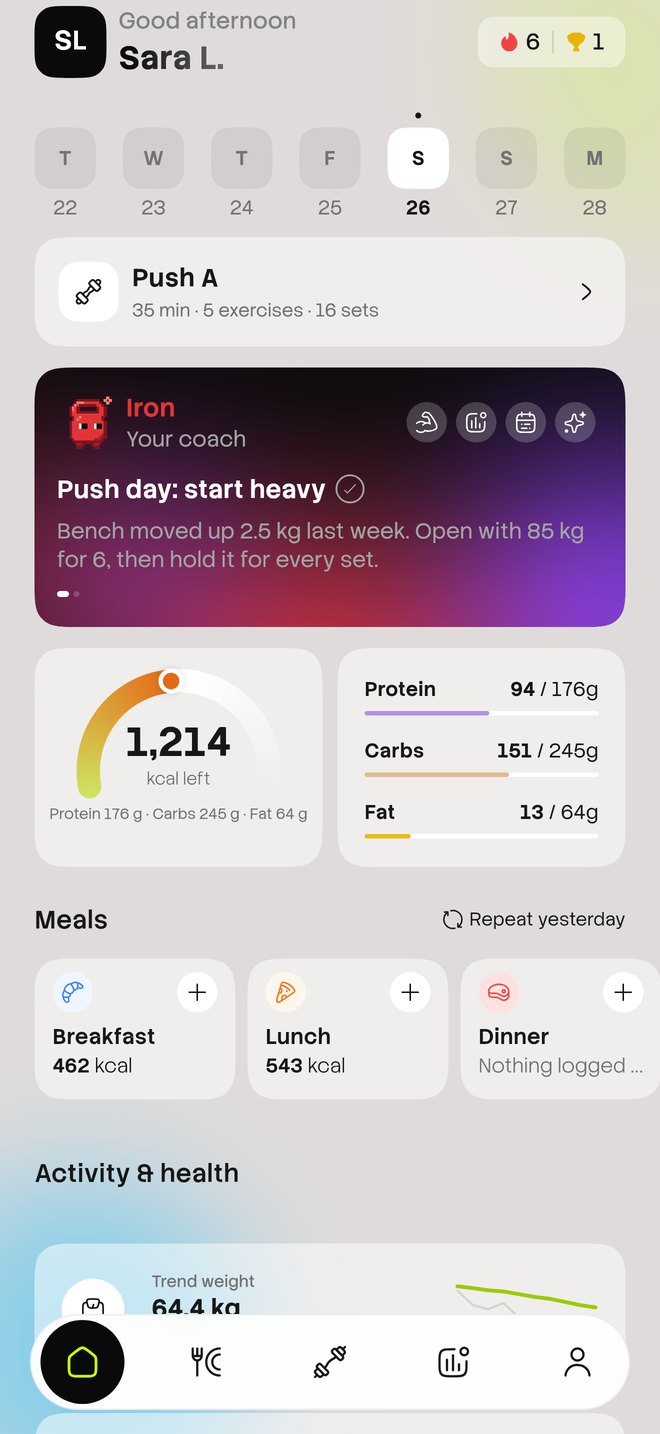 SL
Good afternoon
Sara L.
6
1
T W T F S S M
22 23 24 25 26 27 28
Push A
35 min · 5 exercises · 16 sets
Iron
Your coach
Push day: start heavy
Bench moved up 2.5 kg last week. Open with 85 kg
for 6, then hold it for every set.
1,214
kcal left
Protein 176 g · Carbs 245 g · Fat 64 g
Protein 94 / 176g
Carbs 151 / 245g
Fat 13 / 64g
Meals
Repeat yesterday
Breakfast
462 kcal
Lunch
543 kcal
Dinner
Nothing logged ...
Activity & health
Trend weight
64.4 kg